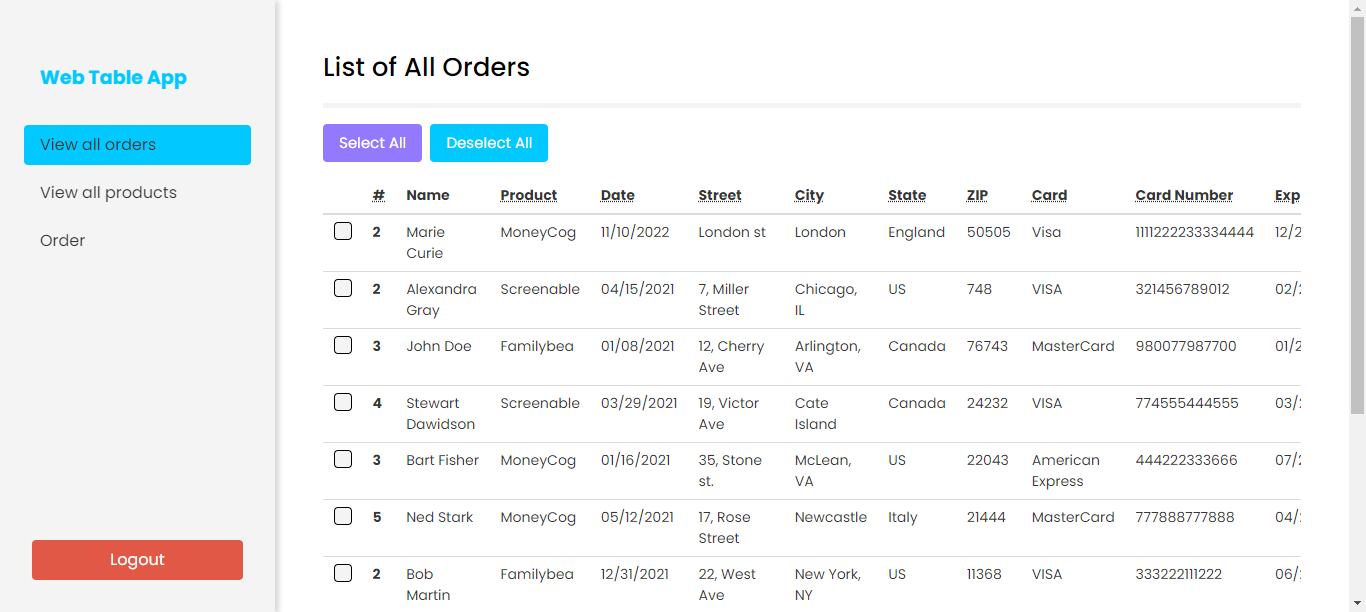 Web Table App
View all orders
View all products
Order
Logout
List of All Orders
Select All Deselect All
# Name Product Date Street City State ZIP Card Card Number Exp
2 Marie Curie MoneyCog 11/10/2022 London st London England 50505 Visa 1111222233334444 12/2
2 Alexandra Gray Screenable 04/15/2021 7, Miller Street Chicago, IL US 748 VISA 321456789012 02/
3 John Doe Familybea 01/08/2021 12, Cherry Ave Arlington, VA Canada 76743 MasterCard 980077987700 01/2
4 Stewart Dawidson Screenable 03/29/2021 19, Victor Ave Cate Island Canada 24232 VISA 774555444555 03/
3 Bart Fisher MoneyCog 01/16/2021 35, Stone st. McLean, VA US 22043 American Express 444222333666 07/2
5 Ned Stark MoneyCog 05/12/2021 17, Rose Street Newcastle Italy 21444 MasterCard 777888777888 04/
2 Bob Martin Familybea 12/31/2021 22, West Ave New York, NY US 11368 VISA 333222111222 06/